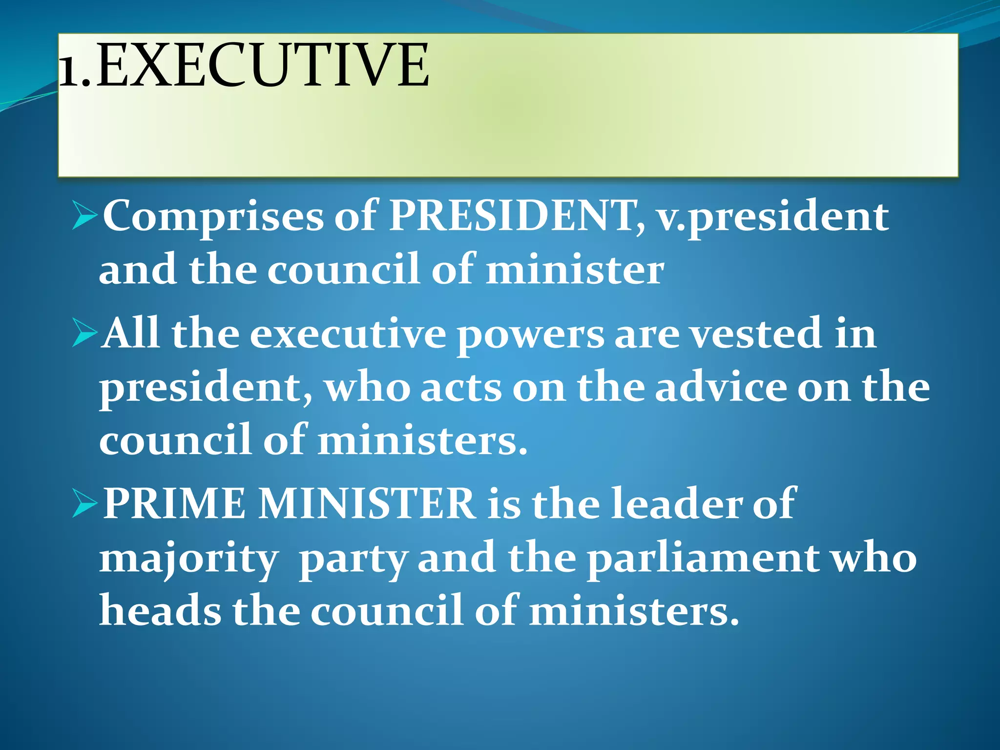 1.EXECUTIVE
➢Comprises of PRESIDENT, v.president
and the council of minister
➢All the executive powers are vested in
president, who acts on the advice on the
council of ministers.
➢PRIME MINISTER is the leader of
majority  party and the parliament who
heads the council of ministers.